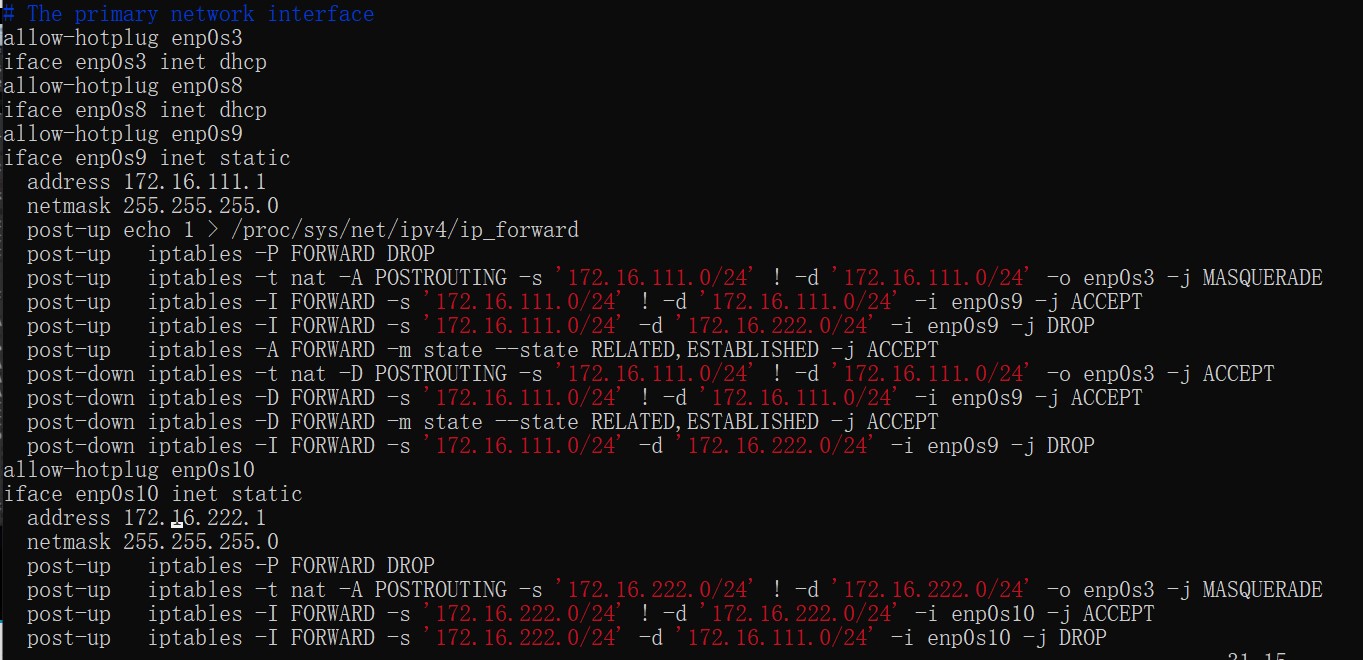 # The primary network interface
allow-hotplug enp0s3
iface enp0s3 inet dhcp
allow-hotplug enp0s8
iface enp0s8 inet dhcp
allow-hotplug enp0s9
iface enp0s9 inet static
  address 172.16.111.1
  netmask 255.255.255.0
  post-up echo 1 > /proc/sys/net/ipv4/ip_forward
  post-up   iptables -P FORWARD DROP
  post-up   iptables -t nat -A POSTROUTING -s '172.16.111.0/24' ! -d '172.16.111.0/24' -o enp0s3 -j MASQUERADE
  post-up   iptables -I FORWARD -s '172.16.111.0/24' ! -d '172.16.111.0/24' -i enp0s9 -j ACCEPT
  post-up   iptables -I FORWARD -s '172.16.111.0/24' -d '172.16.222.0/24' -i enp0s9 -j DROP
  post-up   iptables -A FORWARD -m state --state RELATED,ESTABLISHED -j ACCEPT
  post-down iptables -t nat -D POSTROUTING -s '172.16.111.0/24' ! -d '172.16.111.0/24' -o enp0s3 -j ACCEPT
  post-down iptables -D FORWARD -s '172.16.111.0/24' ! -d '172.16.111.0/24' -i enp0s9 -j ACCEPT
  post-down iptables -D FORWARD -m state --state RELATED,ESTABLISHED -j ACCEPT
  post-down iptables -I FORWARD -s '172.16.111.0/24' -d '172.16.222.0/24' -i enp0s9 -j DROP
allow-hotplug enp0s10
iface enp0s10 inet static
  address 172.16.222.1
  netmask 255.255.255.0
  post-up   iptables -P FORWARD DROP
  post-up   iptables -t nat -A POSTROUTING -s '172.16.222.0/24' ! -d '172.16.222.0/24' -o enp0s3 -j MASQUERADE
  post-up   iptables -I FORWARD -s '172.16.222.0/24' ! -d '172.16.222.0/24' -i enp0s10 -j ACCEPT
  post-up   iptables -I FORWARD -s '172.16.222.0/24' -d '172.16.111.0/24' -i enp0s10 -j DROP